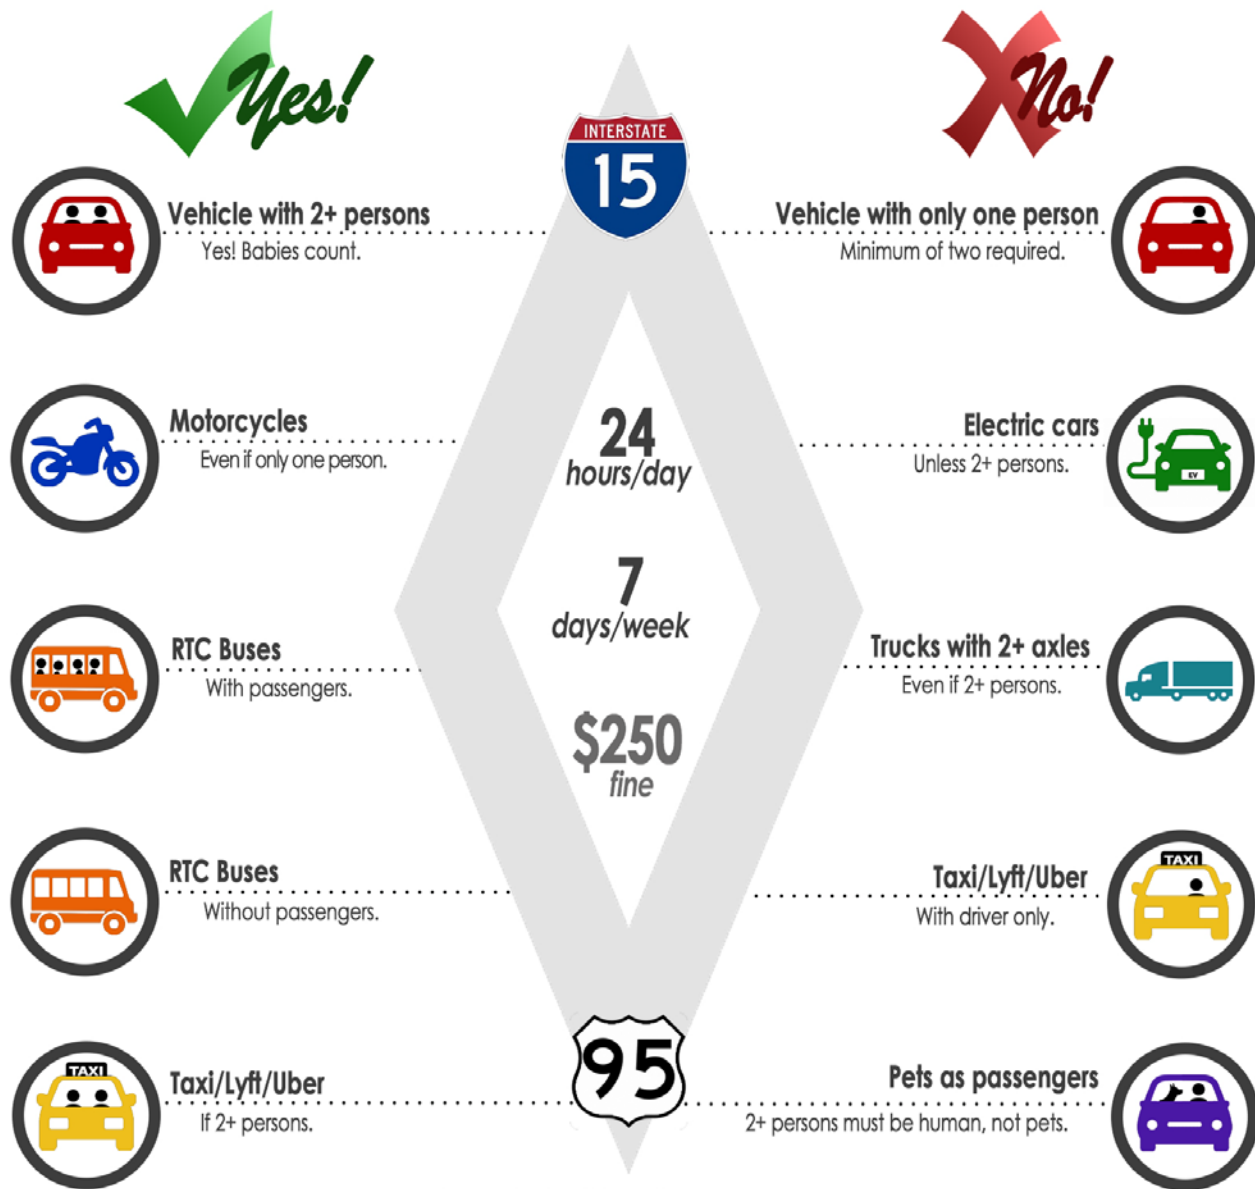 Yes!
No!
INTERSTATE
15
Vehicle with 2+ persons
Yes! Babies count.
Vehicle with only one person
Minimum of two required.
Motorcycles
Even if only one person.
24
hours/day
Electric cars
Unless 2+ persons.
EV
7
days/week
RTC Buses
With passengers.
Trucks with 2+ axles
Even if 2+ persons.
$250
fine
RTC Buses
Without passengers.
TAXI
Taxi/Lyft/Uber
With driver only.
95
TAXI
Taxi/Lyft/Uber
If 2+ persons.
Pets as passengers
2+ persons must be human, not pets.